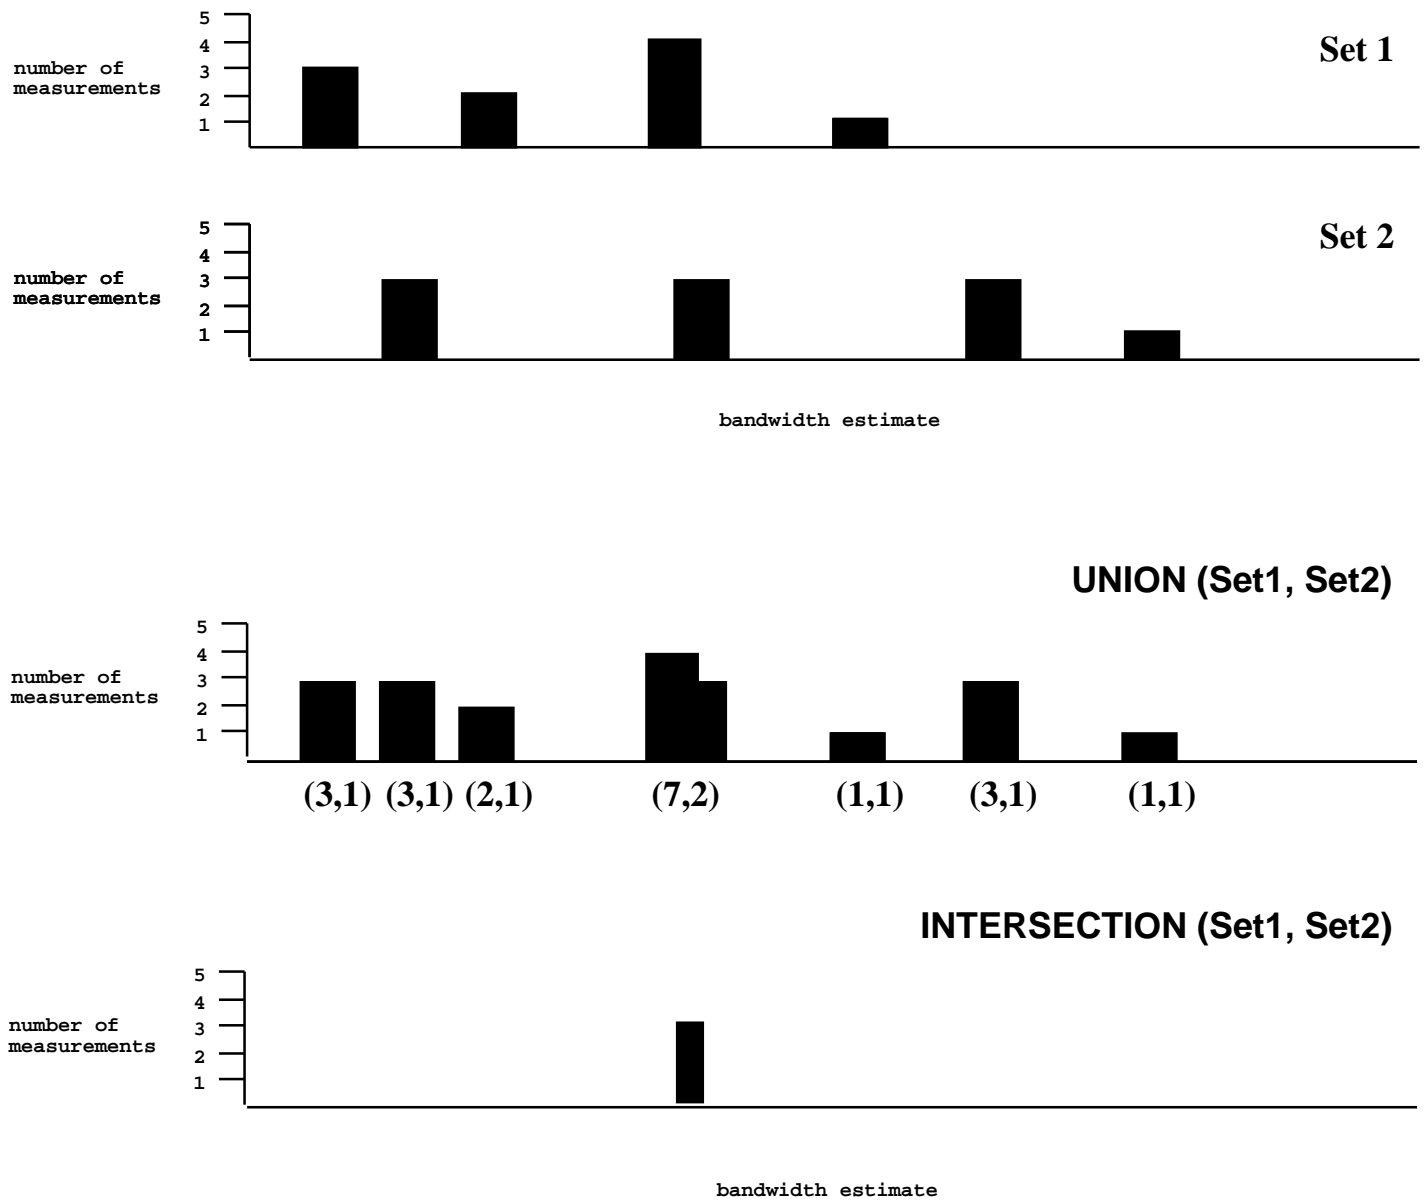 Set 1
5
4
3
2
1
number of
measurements
Set 2
5
4
3
2
1
number of
measurements
bandwidth estimate
UNION (Set1, Set2)
5
4
3
2
1
number of
measurements
(3,1) (3,1) (2,1) (7,2) (1,1) (3,1) (1,1)
INTERSECTION (Set1, Set2)
5
4
3
2
1
number of
measurements
bandwidth estimate